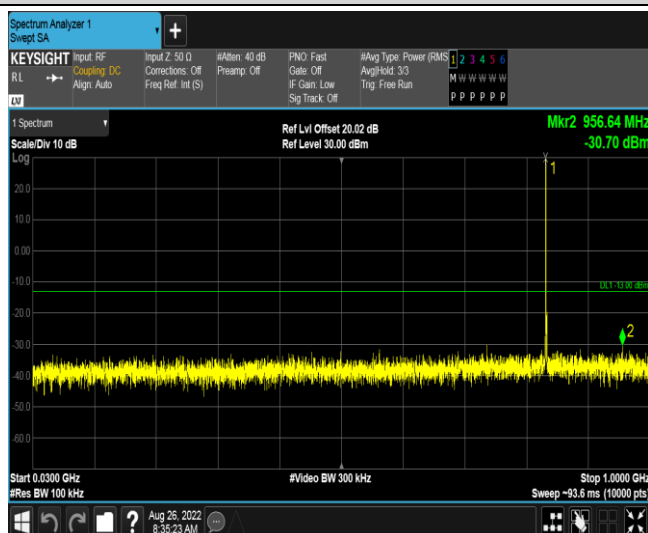 Spectrum Analyzer 1
Swept SA
KEYSIGHT
RL
LXI
Input: RF
Coupling: DC
Align: Auto
Input Z: 50 Ω
Corrections: Off
Freq Ref: Int (S)
#Atten: 40 dB
Preamp: Off
PNO: Fast
Gate: Off
IF Gain: Low
Sig Track: Off
#Avg Type: Power (RMS
Avg|Hold: 3/3
Trig: Free Run
1 2 3 4 5 6
M W W W W W
P P P P P P
1 Spectrum
Scale/Div 10 dB
Ref Lvl Offset 20.02 dB
Ref Level 30.00 dBm
Mkr2 956.64 MHz
-30.70 dBm
Log
1
20.0
10.0
0.00
-10.0
DL1 -13.00 dBm
-20.0
2
-30.0
-40.0
-50.0
-60.0
Start 0.0300 GHz
#Res BW 100 kHz
#Video BW 300 kHz
Stop 1.0000 GHz
Sweep ~93.6 ms (10000 pts)
?
Aug 26, 2022
8:35:23 AM